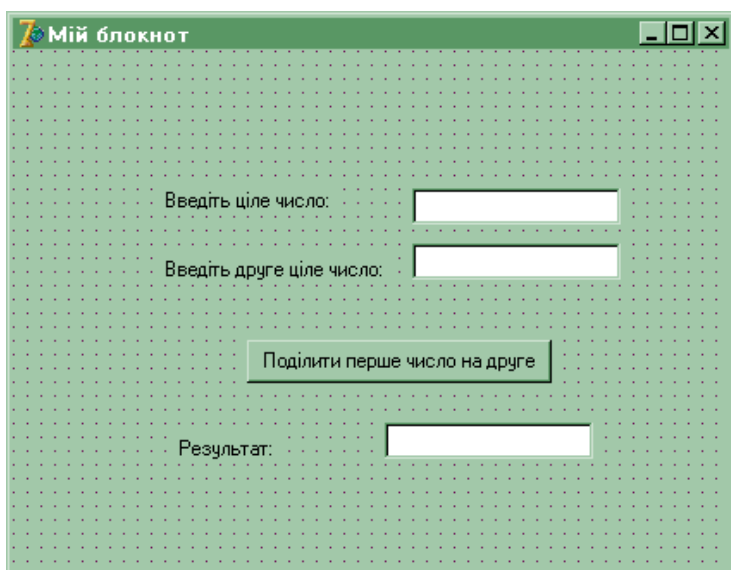 Мій блокнот
Введіть ціле число:
Введіть друге ціле число:
Поділити перше число на друге
Результат: